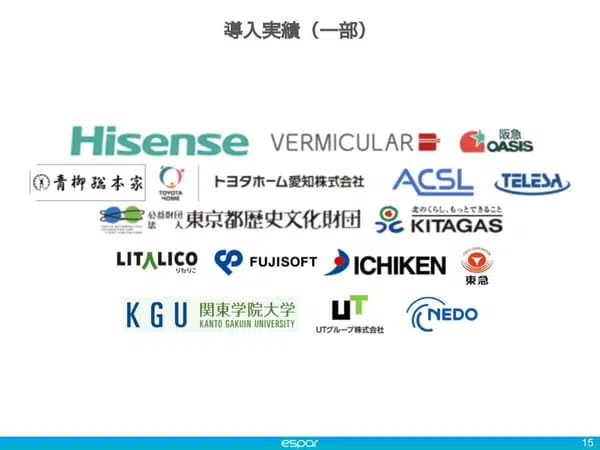 導入実績（一部）
Hisense
VERMICULAR
阪急
OASIS
青柳総本家
TOYOTA
HOME
トヨタホーム愛知株式会社
ACSL
TELESA
公益財団
法 人
東京都歴史文化財団
北のくらし、もっとできること
KITAGAS
LITALICO
りたりこ
FUJISOFT
ICHIKEN
東急
KGU
関東学院大学
KANTO GAKUIN UNIVERSITY
UT
UTグループ株式会社
NEDO
espar
15